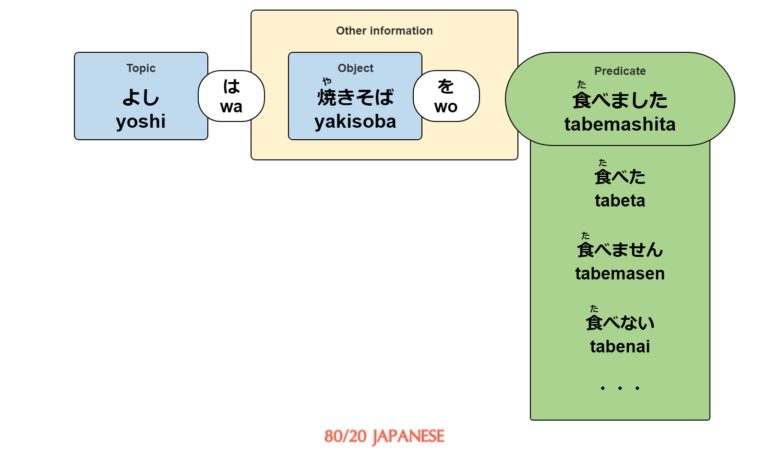 Other information
Topic
よし
yoshi
は
wa
Object
や
焼きそば
yakisoba
を
wo
Predicate
た
食べました
tabemashita
た
食べた
tabeta
た
食べません
tabemasen
た
食べない
tabenai
・・・
80/20 JAPANESE